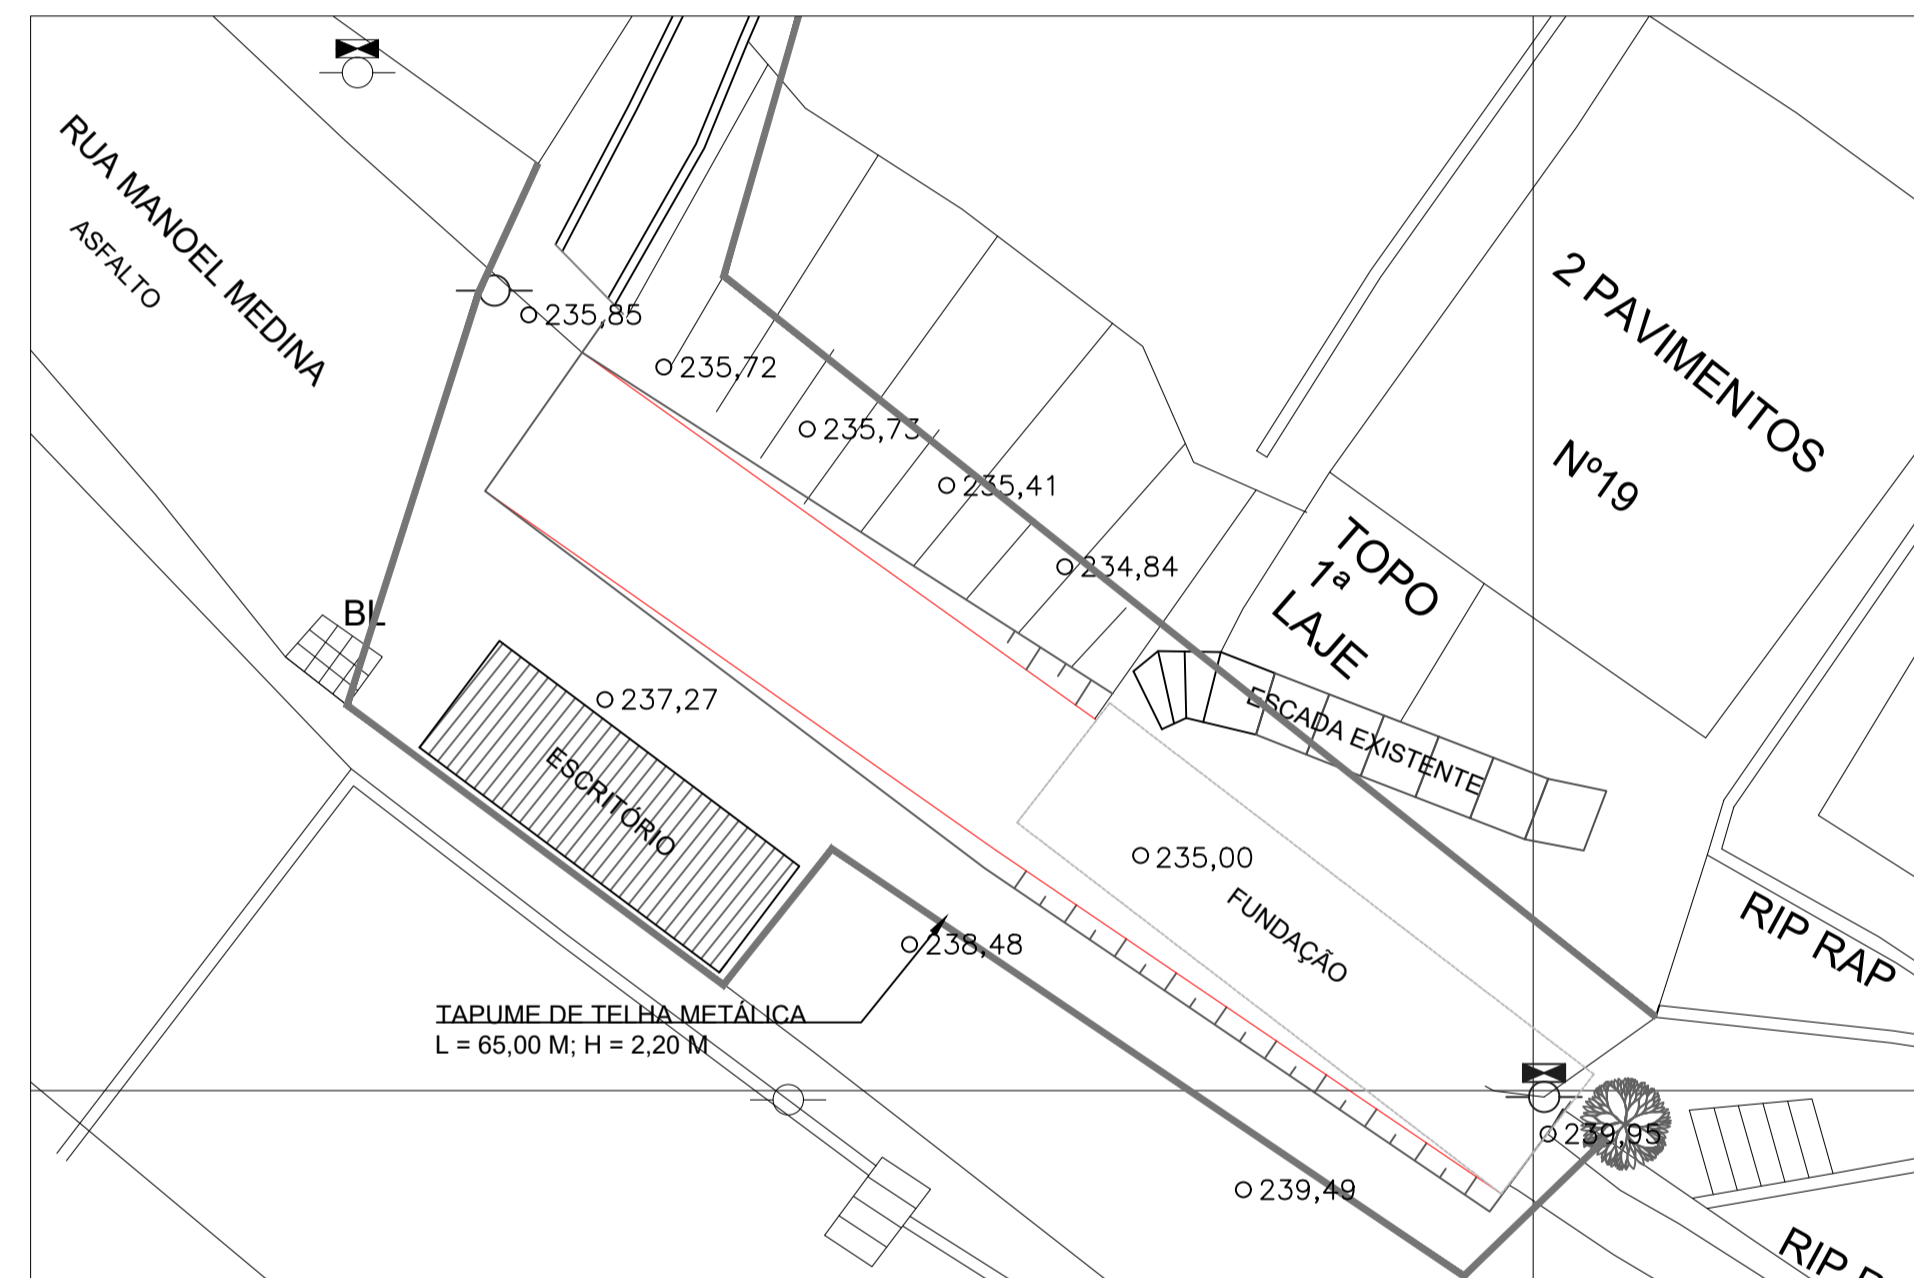 RUA MANOEL MEDINA
ASFALTO
2 PAVIMENTOS
Nº19
235,85
235,72
235,73
235,41
234,84
TOPO
1ª
LAJE
BL
ESCADA EXISTENTE
237,27
ESCRITÓRIO
235,00
FUNDAÇÃO
RIP RAP
238,48
TAPUME DE TELHA METÁLICA
L = 65,00 M; H = 2,20 M
239,95
239,49
RIP